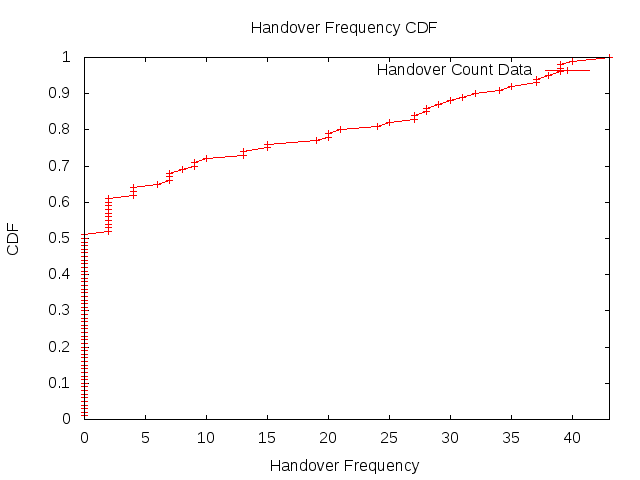 Handover Frequency CDF
Handover Count Data
1
0.9
0.8
0.7
0.6
0.5
0.4
0.3
0.2
0.1
0
CDF
0 5 10 15 20 25 30 35 40
Handover Frequency